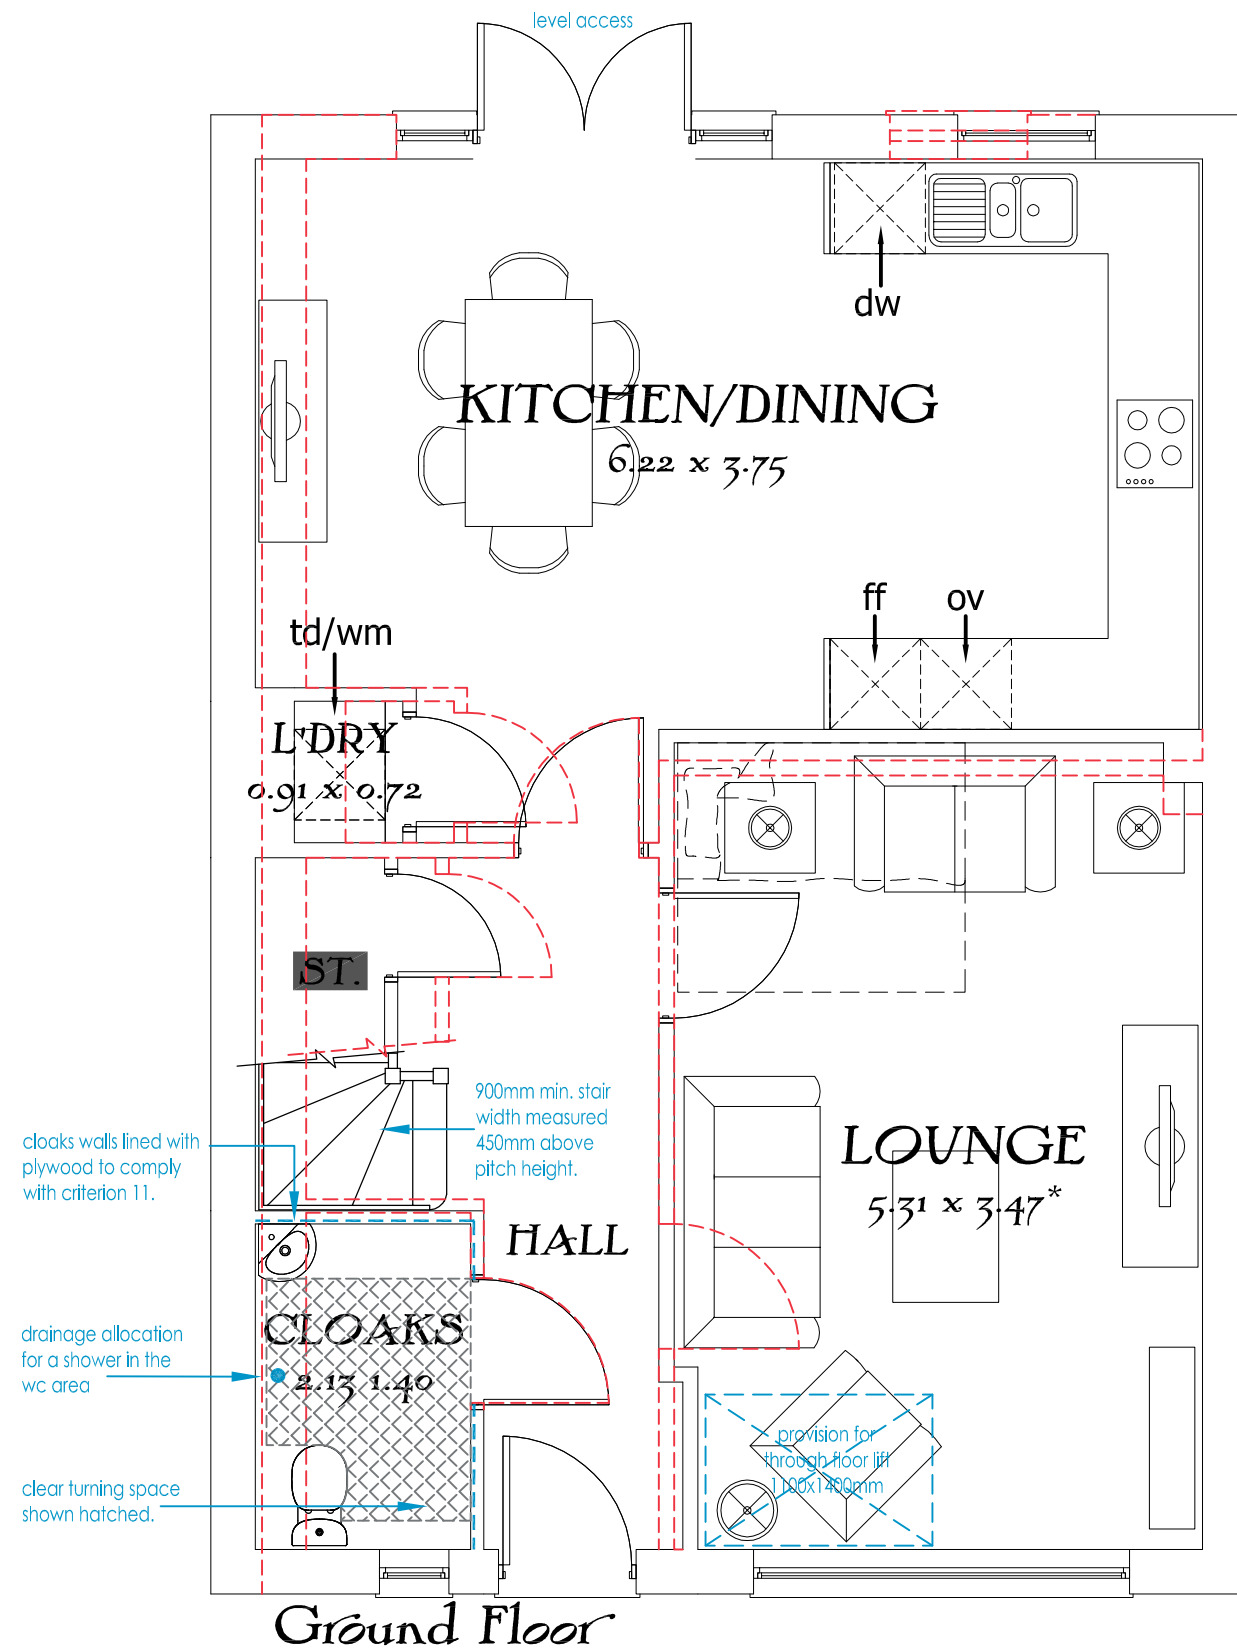 level access
dw
KITCHEN/DINING
6.22 x 3.75
ff
ov
td/wm
L'DRY
0.91 x 0.72
ST.
900mm min. stair
width measured
450mm above
pitch height.
cloaks walls lined with
plywood to comply
with criterion 11.
LOUNGE
5.31 x 3.47*
HALL
CLOAKS
2.13 1.40
drainage allocation
for a shower in the
wc area
provision for
through floor lift
1100x1400mm
clear turning space
shown hatched.
Ground Floor